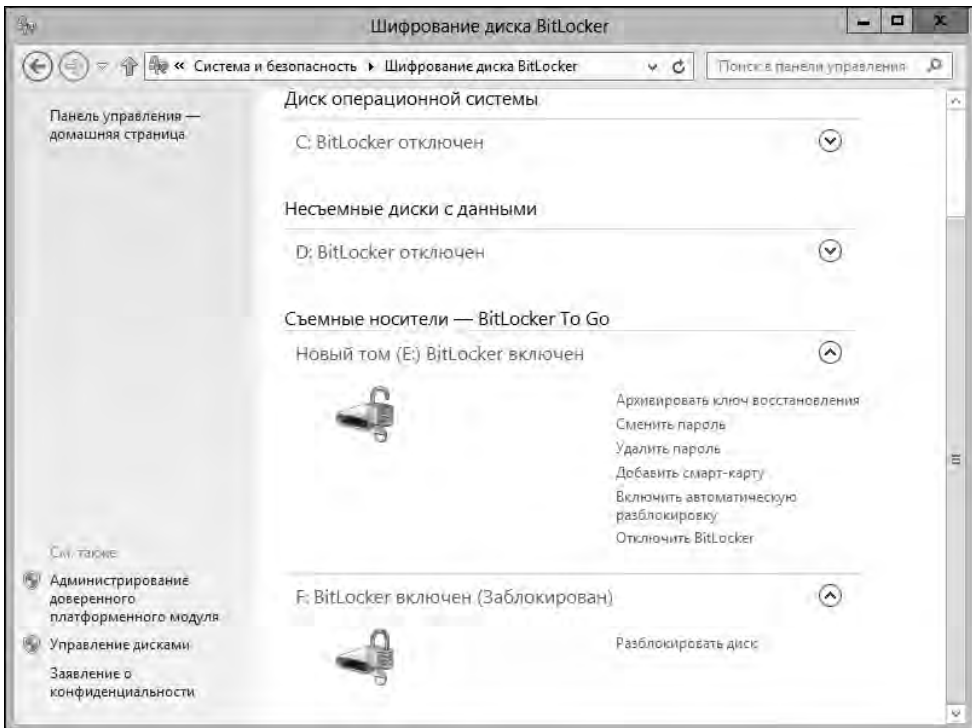 Шифрование диска BitLocker
« Система и безопасность ▸ Шифрование диска BitLocker
Поиск в панели управления
Панель управления —
домашняя страница
Диск операционной системы
C: BitLocker отключен
Несъемные диски с данными
D: BitLocker отключен
Съемные носители — BitLocker To Go
Новый том (E:) BitLocker включен
Архивировать ключ восстановления
Сменить пароль
Удалить пароль
Добавить смарт-карту
Включить автоматическую
разблокировку
Отключить BitLocker
F: BitLocker включен (Заблокирован)
Разблокировать диск
См. также
Администрирование
доверенного
платформенного модуля
Управление дисками
Заявление о
конфиденциальности